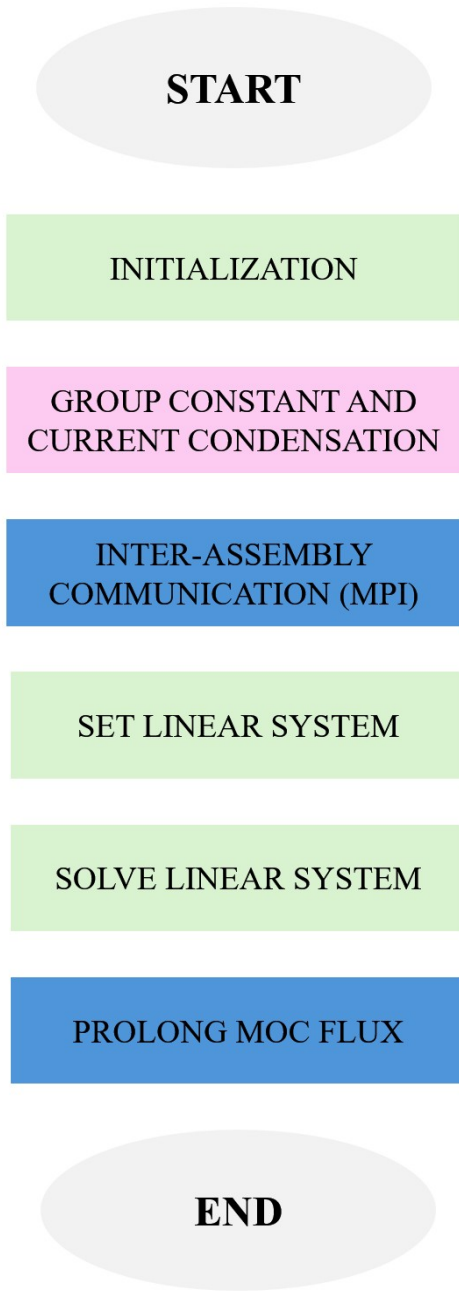 START
INITIALIZATION
GROUP CONSTANT AND
CURRENT CONDENSATION
INTER-ASSEMBLY
COMMUNICATION (MPI)
SET LINEAR SYSTEM
SOLVE LINEAR SYSTEM
PROLONG MOC FLUX
END